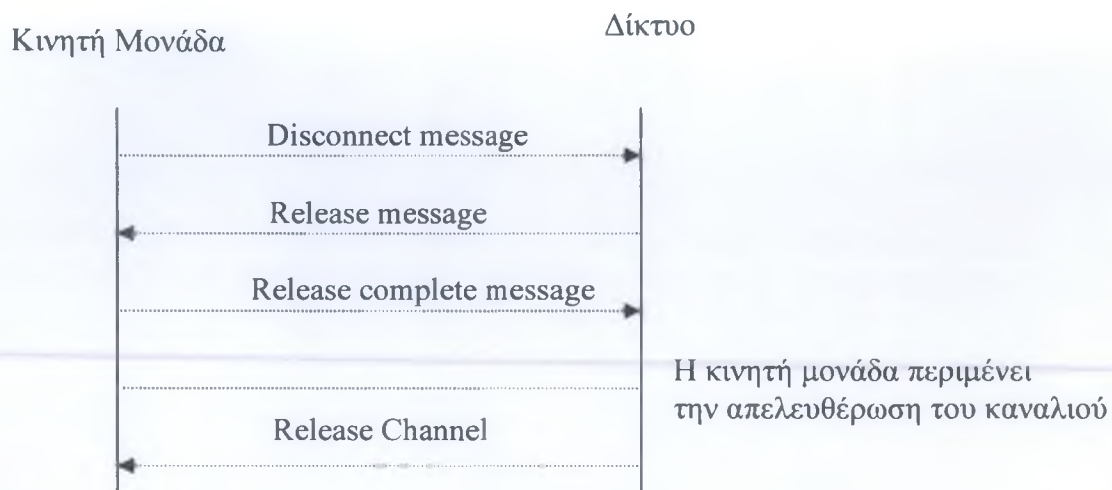 Κινητή Μονάδα
Δίκτυο
Disconnect message
Release message
Release complete message
Η κινητή μονάδα περιμένει
την απελευθέρωση του καναλιού
Release Channel